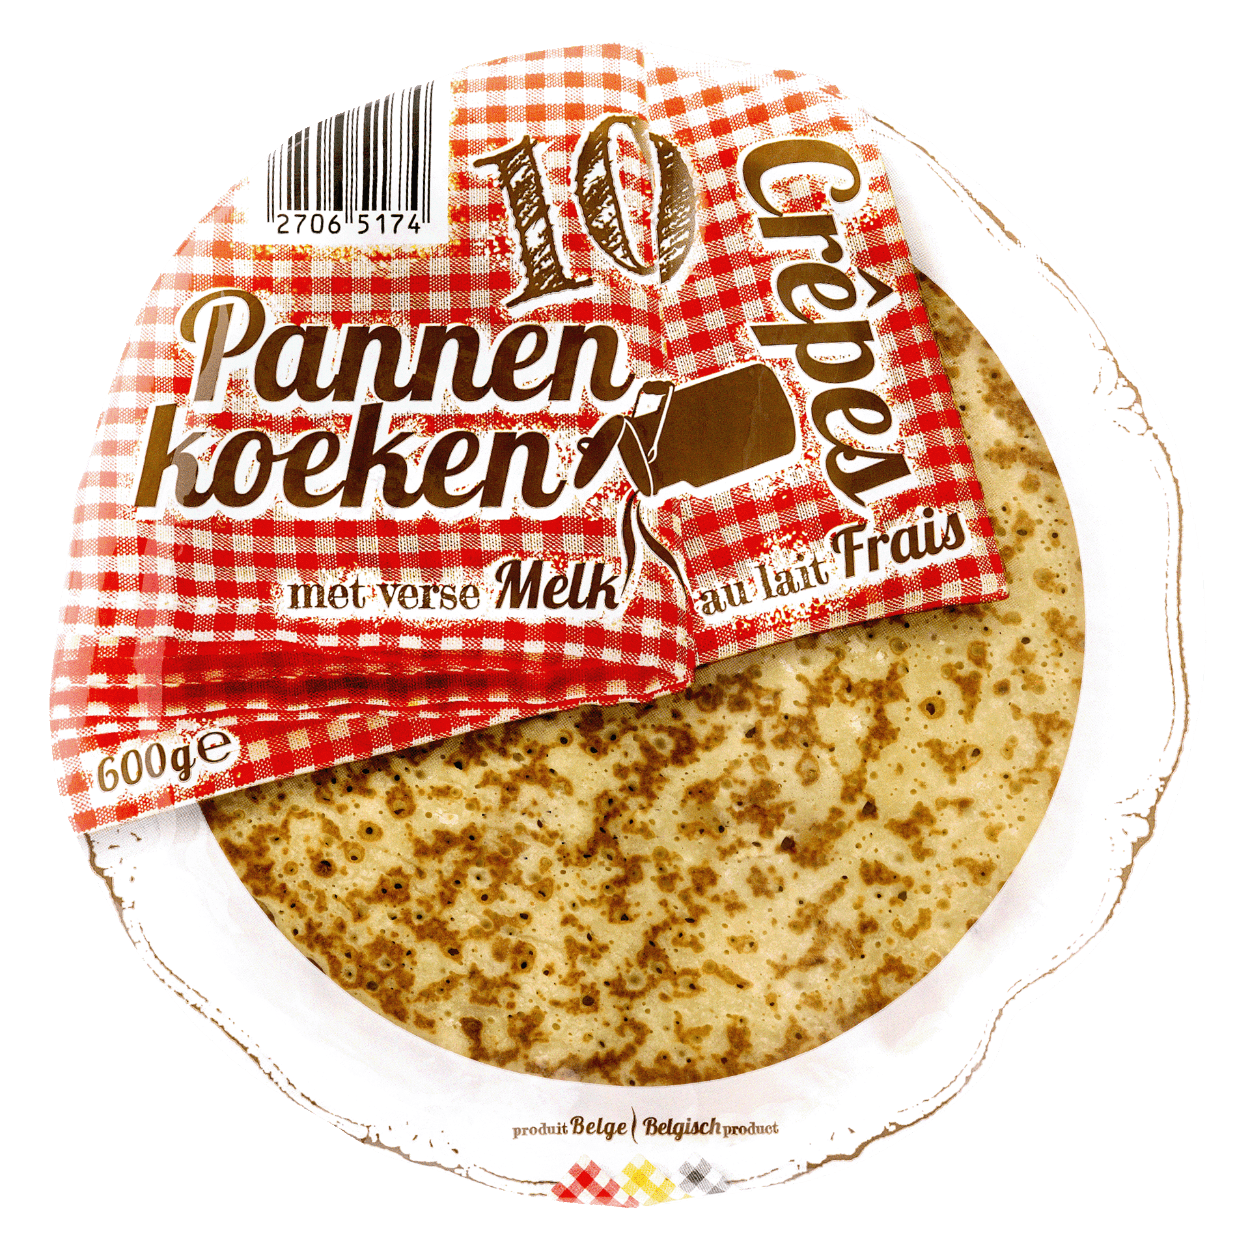 2706 5174
10
Pannen
koeken
met verse Melk
Crêpes
au lait Frais
600g℮
produit Belge Belgisch product